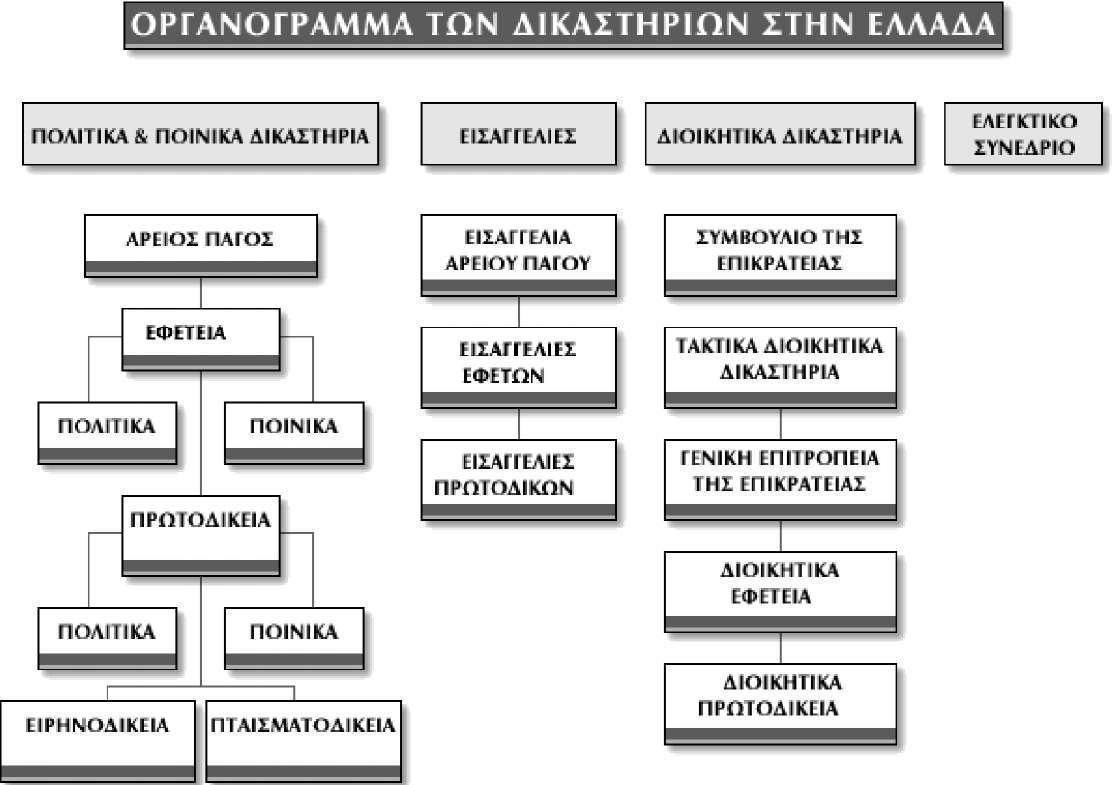 ΟΡΓΑΝΟΓΡΑΜΜΑ ΤΩΝ ΔΙΚΑΣΤΗΡΙΩΝ ΣΤΗΝ ΕΛΛΑΔΑ
ΠΟΛΙΤΙΚΑ & ΠΟΙΝΙΚΑ ΔΙΚΑΣΤΗΡΙΑ
ΑΡΕΙΟΣ ΠΑΓΟΣ
ΕΦΕΤΕΙΑ
ΠΟΛΙΤΙΚΑ
ΠΟΙΝΙΚΑ
ΠΡΩΤΟΔΙΚΕΙΑ
ΠΟΛΙΤΙΚΑ
ΠΟΙΝΙΚΑ
ΕΙΡΗΝΟΔΙΚΕΙΑ
ΠΤΑΙΣΜΑΤΟΔΙΚΕΙΑ
ΕΙΣΑΓΓΕΛΙΕΣ
ΕΙΣΑΓΓΕΛΙΑ
ΑΡΕΙΟΥ ΠΑΓΟΥ
ΕΙΣΑΓΓΕΛΙΕΣ
ΕΦΕΤΩΝ
ΕΙΣΑΓΓΕΛΙΕΣ
ΠΡΩΤΟΔΙΚΩΝ
ΔΙΟΙΚΗΤΙΚΑ ΔΙΚΑΣΤΗΡΙΑ
ΣΥΜΒΟΥΛΙΟ ΤΗΣ
ΕΠΙΚΡΑΤΕΙΑΣ
ΤΑΚΤΙΚΑ ΔΙΟΙΚΗΤΙΚΑ
ΔΙΚΑΣΤΗΡΙΑ
ΓΕΝΙΚΗ ΕΠΙΤΡΟΠΕΙΑ
ΤΗΣ ΕΠΙΚΡΑΤΕΙΑΣ
ΔΙΟΙΚΗΤΙΚΑ
ΕΦΕΤΕΙΑ
ΔΙΟΙΚΗΤΙΚΑ
ΠΡΩΤΟΔΙΚΕΙΑ
ΕΛΕΓΚΤΙΚΟ
ΣΥΝΕΔΡΙΟ